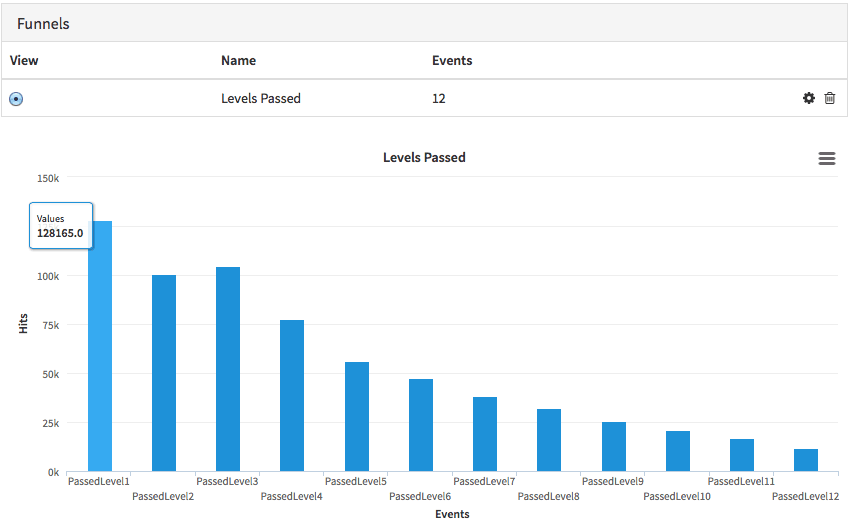 Funnels
View Name Events
Levels Passed 12
Levels Passed
150k
Values
128165.0
100k
75k
50k
25k
0k
Hits
PassedLevel1 PassedLevel3 PassedLevel5 PassedLevel7 PassedLevel9 PassedLevel11
PassedLevel2 PassedLevel4 PassedLevel6 PassedLevel8 PassedLevel10 PassedLevel12
Events